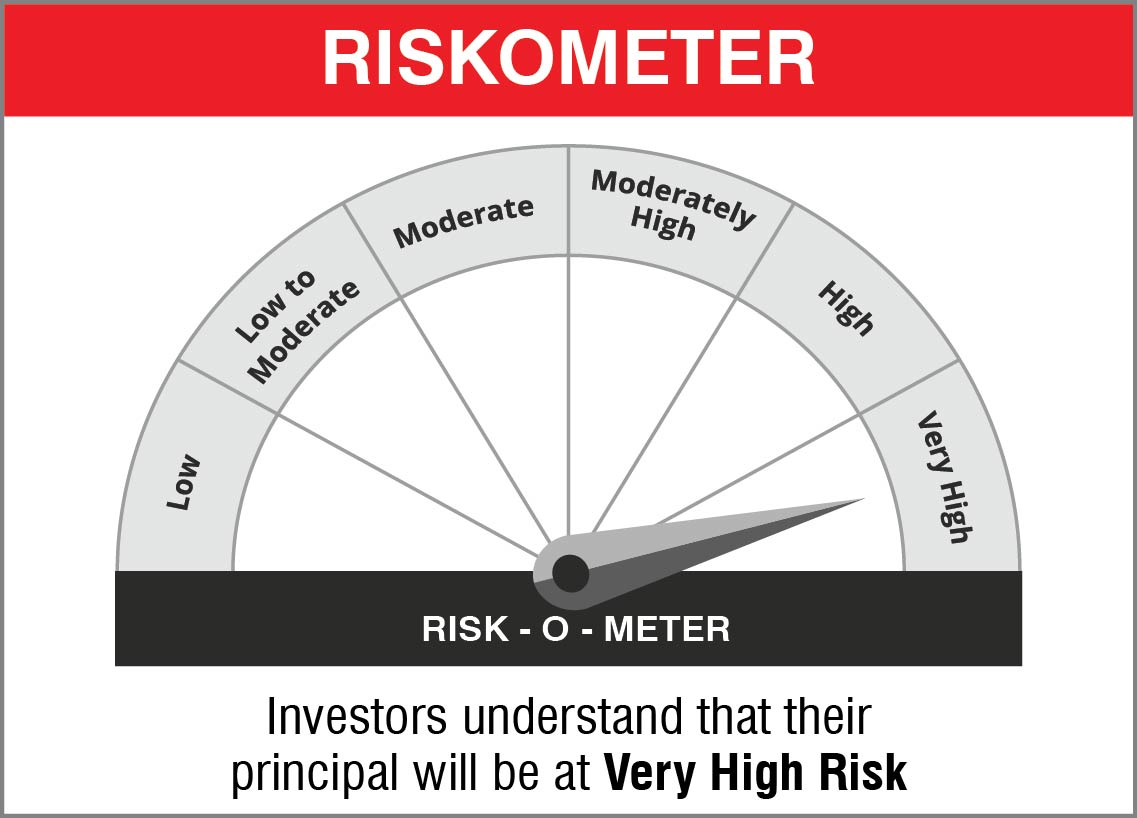 RISKOMETER
Low
Low to
Moderate
Moderate
Moderately
High
High
Very High
RISK - O - METER
Investors understand that their
principal will be at Very High Risk